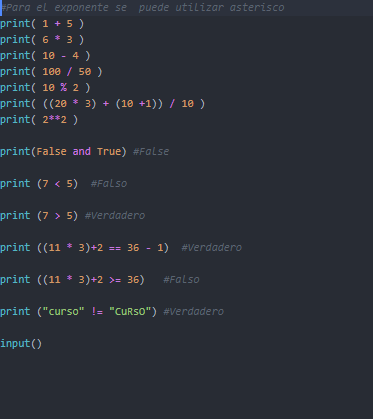 #Para el exponente se  puede utilizar asterisco
print( 1 + 5 )
print( 6 * 3 )
print( 10 - 4 )
print( 100 / 50 )
print( 10 % 2 )
print( ((20 * 3) + (10 +1)) / 10 )
print( 2**2 )
print(False and True) #False
print (7 < 5)  #Falso
print (7 > 5) #Verdadero
print ((11 * 3)+2 == 36 - 1)  #Verdadero
print ((11 * 3)+2 >= 36)   #Falso
print ("curso" != "CuRsO") #Verdadero
input()